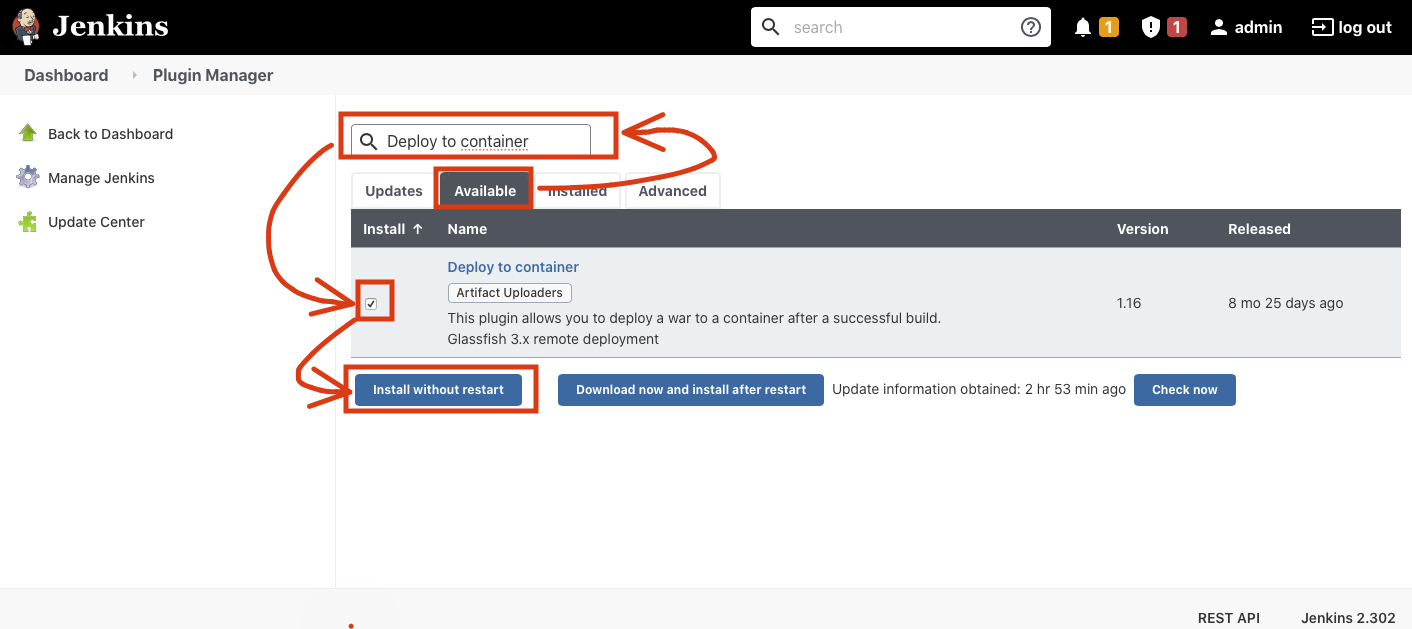 Jenkins
search
1
1
admin
log out
Dashboard
Plugin Manager
Back to Dashboard
Manage Jenkins
Update Center
Deploy to container
Updates
Available
Installed
Advanced
Install ↑
Name
Version
Released
Deploy to container
Artifact Uploaders
This plugin allows you to deploy a war to a container after a successful build.
Glassfish 3.x remote deployment
1.16
8 mo 25 days ago
Install without restart
Download now and install after restart
Update information obtained: 2 hr 53 min ago
Check now
REST API
Jenkins 2.302